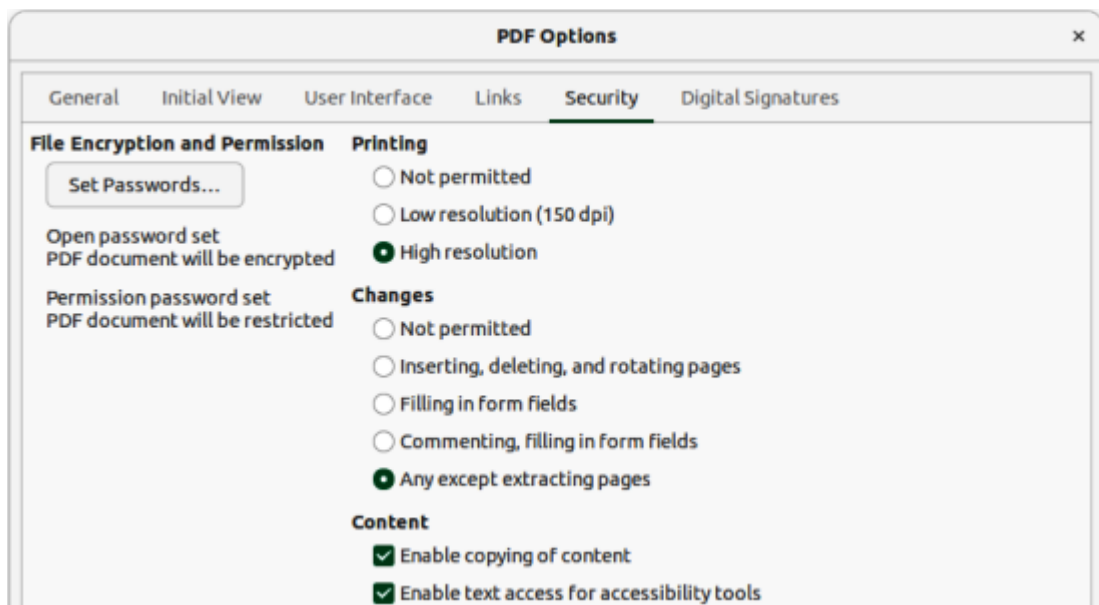 PDF Options
General Initial View User Interface Links Security Digital Signatures
File Encryption and Permission
Set Passwords...
Open password set
PDF document will be encrypted
Permission password set
PDF document will be restricted
Printing
Not permitted
Low resolution (150 dpi)
High resolution
Changes
Not permitted
Inserting, deleting, and rotating pages
Filling in form fields
Commenting, filling in form fields
Any except extracting pages
Content
Enable copying of content
Enable text access for accessibility tools